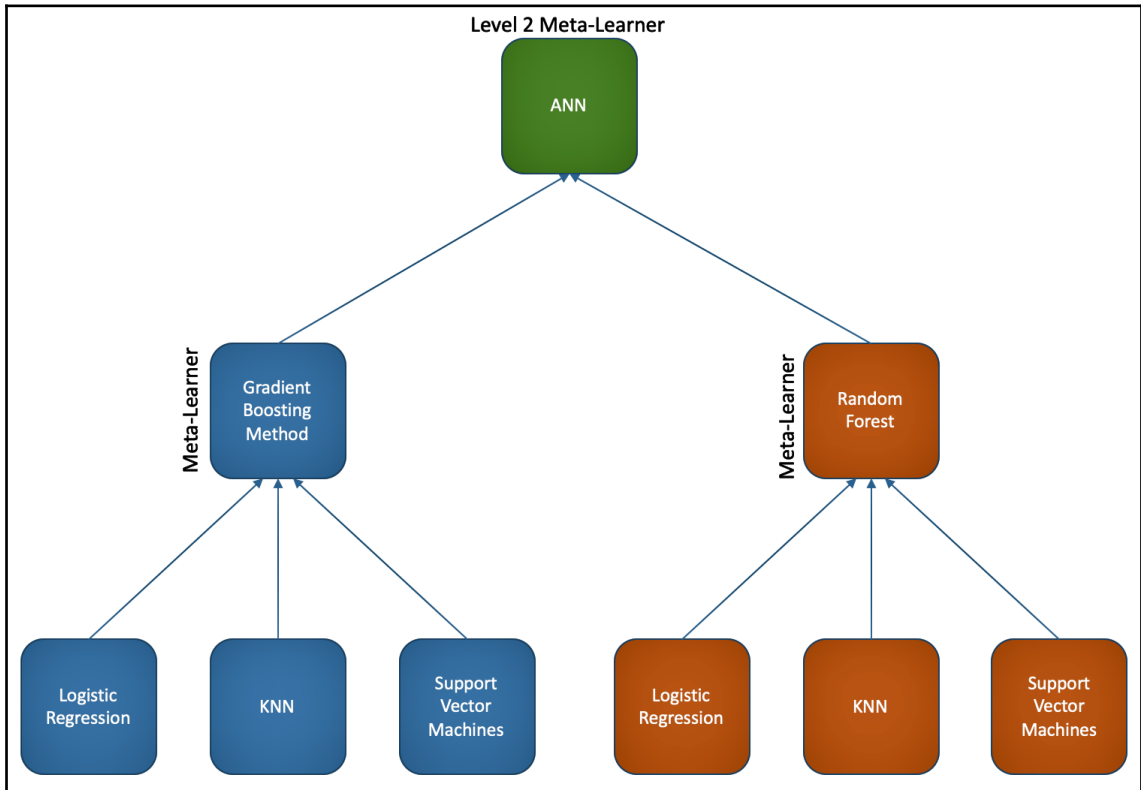 Level 2 Meta-Learner
ANN
Meta-Learner
Gradient
Boosting
Method
Meta-Learner
Random
Forest
Logistic
Regression
KNN
Support
Vector
Machines
Logistic
Regression
KNN
Support
Vector
Machines